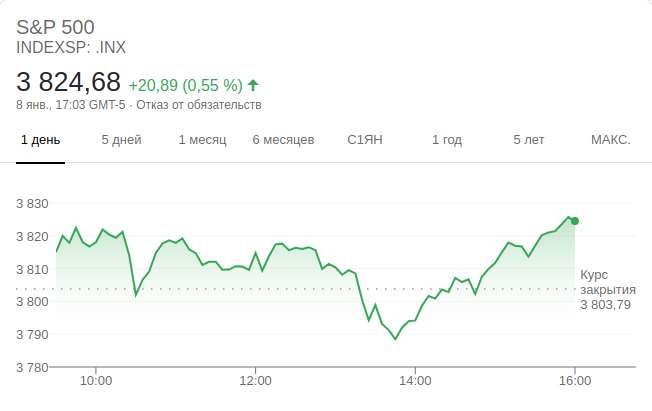 S&P 500
INDEXSP: .INX
3 824,68 +20,89 (0,55 %)
8 янв., 17:03 GMT-5 · Отказ от обязательств
1 день 5 дней 1 месяц 6 месяцев С1ЯН 1 год 5 лет МАКС.
3 830
3 820
3 810
3 800
3 790
3 780
Курс
закрытия
3 803,79
10:00 12:00 14:00 16:00